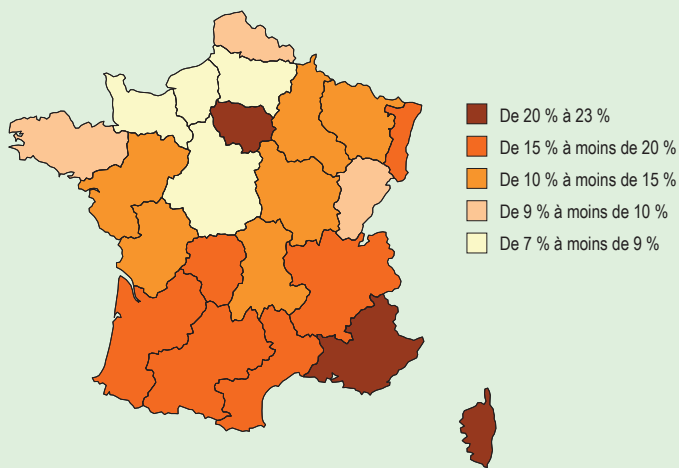 De 20 % à 23 %
De 15 % à moins de 20 %
De 10 % à moins de 15 %
De 9 % à moins de 10 %
De 7 % à moins de 9 %